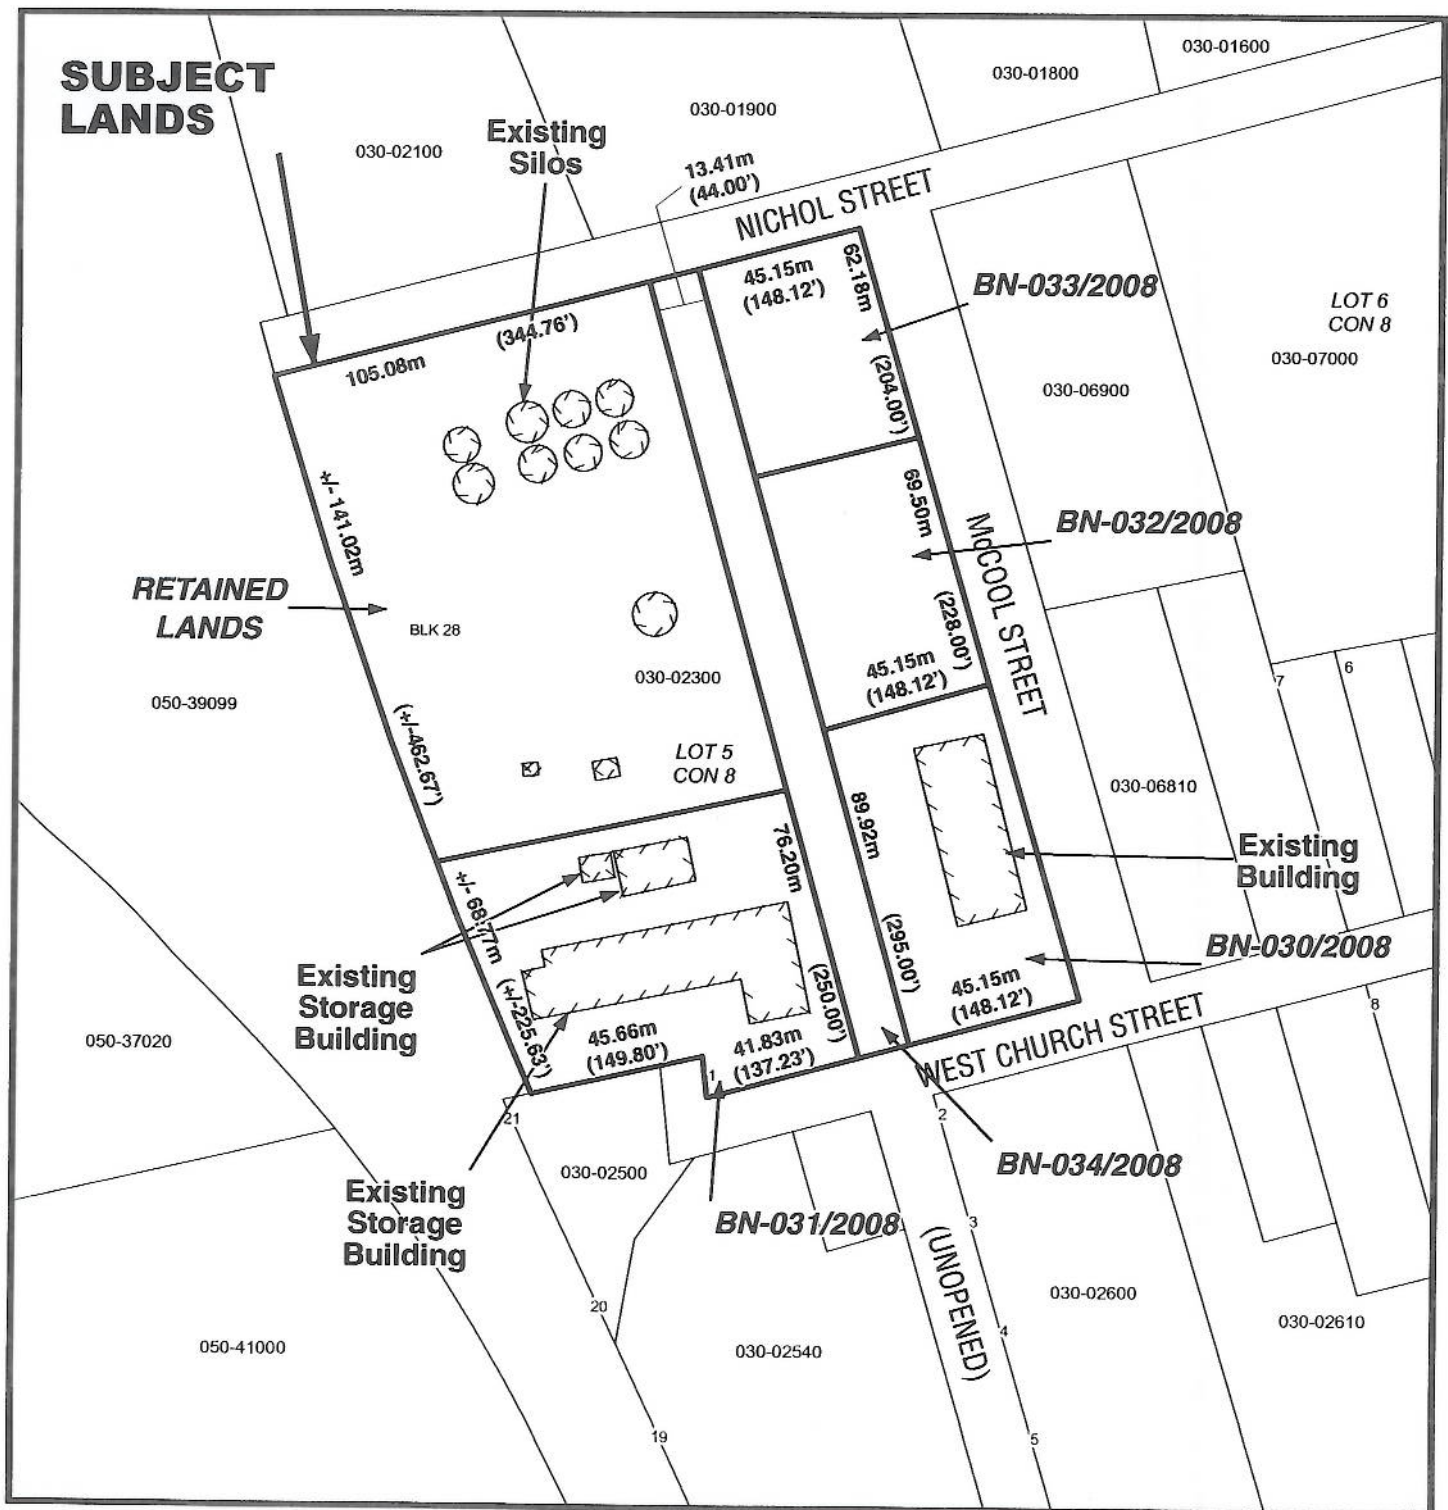 SUBJECT
LANDS
030-01600
030-01800
030-01900
030-02100
Existing
Silos
13.41m
(44.00')
NICHOL STREET
45.15m
(148.12')
62.18m
(204.00')
BN-033/2008
LOT 6
CON 8
030-07000
030-06900
105.08m
(344.76')
+/- 141.02m
(+/-462.67')
69.50m
(228.00')
McCOOL STREET
BN-032/2008
RETAINED
LANDS
BLK 28
030-02300
050-39099
45.15m
(148.12')
7
6
LOT 5
CON 8
030-06810
89.92m
(295.00')
76.20m
(250.00')
Existing
Building
+/- 68.77m
(+/-225.63')
BN-030/2008
45.15m
(148.12')
Existing
Storage
Building
45.66m
(149.80')
41.83m
(137.23')
WEST CHURCH STREET
8
050-37020
1
21
2
030-02500
BN-034/2008
Existing
Storage
Building
BN-031/2008
3
(UNOPENED)
20
030-02600
4
030-02610
050-41000
030-02540
19
5